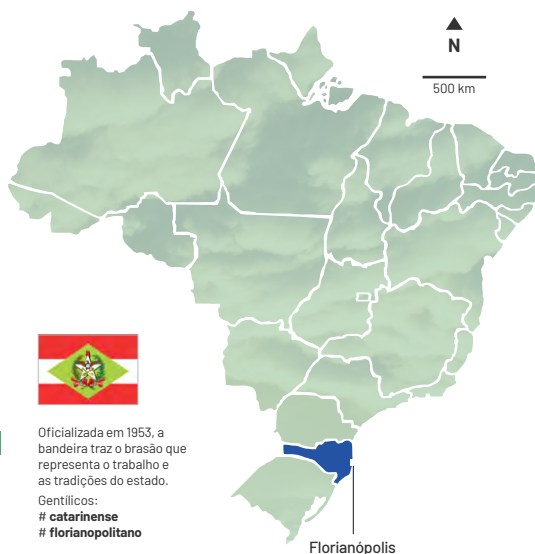 N
500 km
Oficializada em 1953, a
bandeira traz o brasão que
representa o trabalho e
as tradições do estado.
Gentílicos:
# catarinense
# florianopolitano
Florianópolis